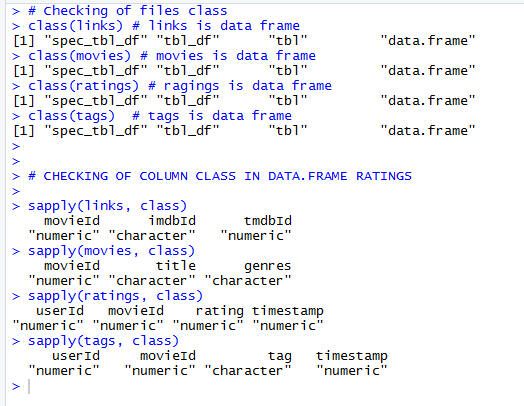 > # Checking of files class
> class(links) # links is data frame
[1] "spec_tbl_df" "tbl_df"      "tbl"         "data.frame"
> class(movies) # movies is data frame
[1] "spec_tbl_df" "tbl_df"      "tbl"         "data.frame"
> class(ratings) # ragings is data frame
[1] "spec_tbl_df" "tbl_df"      "tbl"         "data.frame"
> class(tags)  # tags is data frame
[1] "spec_tbl_df" "tbl_df"      "tbl"         "data.frame"
>
>
> # CHECKING OF COLUMN CLASS IN DATA.FRAME RATINGS
>
> sapply(links, class)
    movieId      imdbId      tmdbId
  "numeric" "character"   "numeric"
> sapply(movies, class)
    movieId       title      genres
  "numeric" "character" "character"
> sapply(ratings, class)
   userId   movieId    rating timestamp
"numeric" "numeric" "numeric" "numeric"
> sapply(tags, class)
     userId     movieId         tag   timestamp
  "numeric"   "numeric" "character"   "numeric"
>